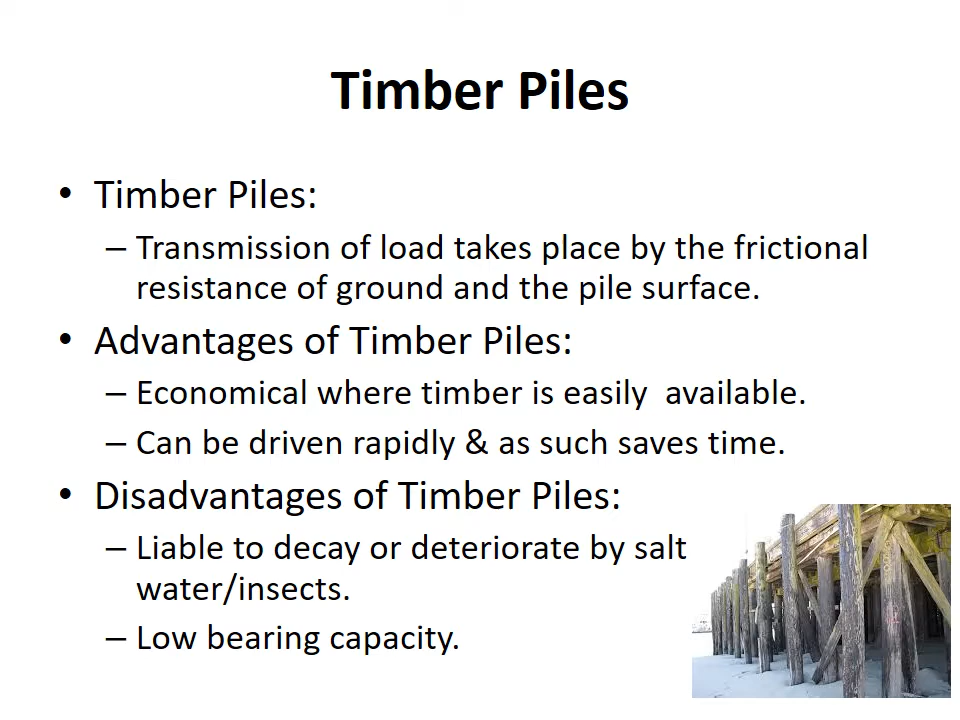 Timber Piles
• Timber Piles:
– Transmission of load takes place by the frictional
resistance of ground and the pile surface.
• Advantages of Timber Piles:
– Economical where timber is easily  available.
– Can be driven rapidly & as such saves time.
• Disadvantages of Timber Piles:
– Liable to decay or deteriorate by salt
water/insects.
– Low bearing capacity.